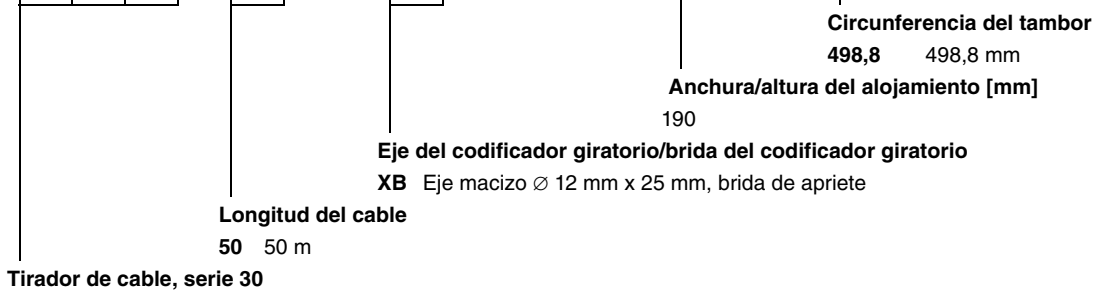 Circunferencia del tambor
498,8 498,8 mm
Anchura/altura del alojamiento [mm]
190
Eje del codificador giratorio/brida del codificador giratorio
XB Eje macizo ∅ 12 mm x 25 mm, brida de apriete
Longitud del cable
50 50 m
Tirador de cable, serie 30